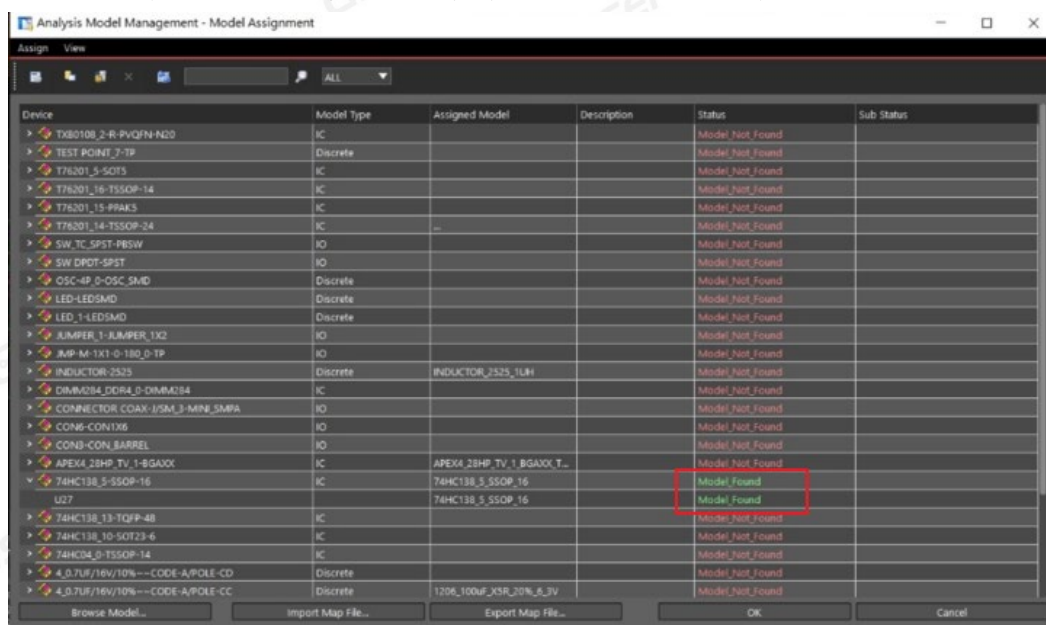 Analysis Model Management - Model Assignment
Assign View
ALL
Device Model Type Assigned Model Description Status Sub Status
TXB0108_2-R-PVQFN-N20 IC Model_Not_Found
TEST POINT_7-TP Discrete Model_Not_Found
T76201_5-SOT5 IC Model_Not_Found
T76201_16-TSSOP-14 IC Model_Not_Found
T76201_15-PPAK5 IC Model_Not_Found
T76201_14-TSSOP-24 IC ... Model_Not_Found
SW_TC_SPST-PBSW IO Model_Not_Found
SW DPDT-SPST IO Model_Not_Found
OSC-4P_0-OSC_SMD Discrete Model_Not_Found
LED-LEDSMD Discrete Model_Not_Found
LED_1-LEDSMD Discrete Model_Not_Found
JUMPER_1-JUMPER_1X2 IO Model_Not_Found
JMP-M-1X1-0-180_0-TP IO Model_Not_Found
INDUCTOR-2525 Discrete INDUCTOR_2525_1UH Model_Not_Found
DIMM284_DDR4_0-DIMM284 IC Model_Not_Found
CONNECTOR COAX-J/SM_3-MINI_SMPA IO Model_Not_Found
CON6-CON1X6 IO Model_Not_Found
CON3-CON_BARREL IO Model_Not_Found
APEX4_28HP_TV_1-BGAXX IC APEX4_28HP_TV_1_BGAXX_T... Model_Not_Found
74HC138_5-SSOP-16 IC 74HC138_5_SSOP_16 Model_Found
U27 74HC138_5_SSOP_16 Model_Found
74HC138_13-TQFP-48 IC Model_Not_Found
74HC138_10-SOT23-6 IC Model_Not_Found
74HC04_0-TSSOP-14 IC Model_Not_Found
4_0.7UF/16V/10%~~CODE-A/POLE-CD Discrete Model_Not_Found
4_0.7UF/16V/10%~~CODE-A/POLE-CC Discrete 1206_100uF_X5R_20%_6_3V Model_Not_Found
Browse Model... Import Map File... Export Map File... OK Cancel